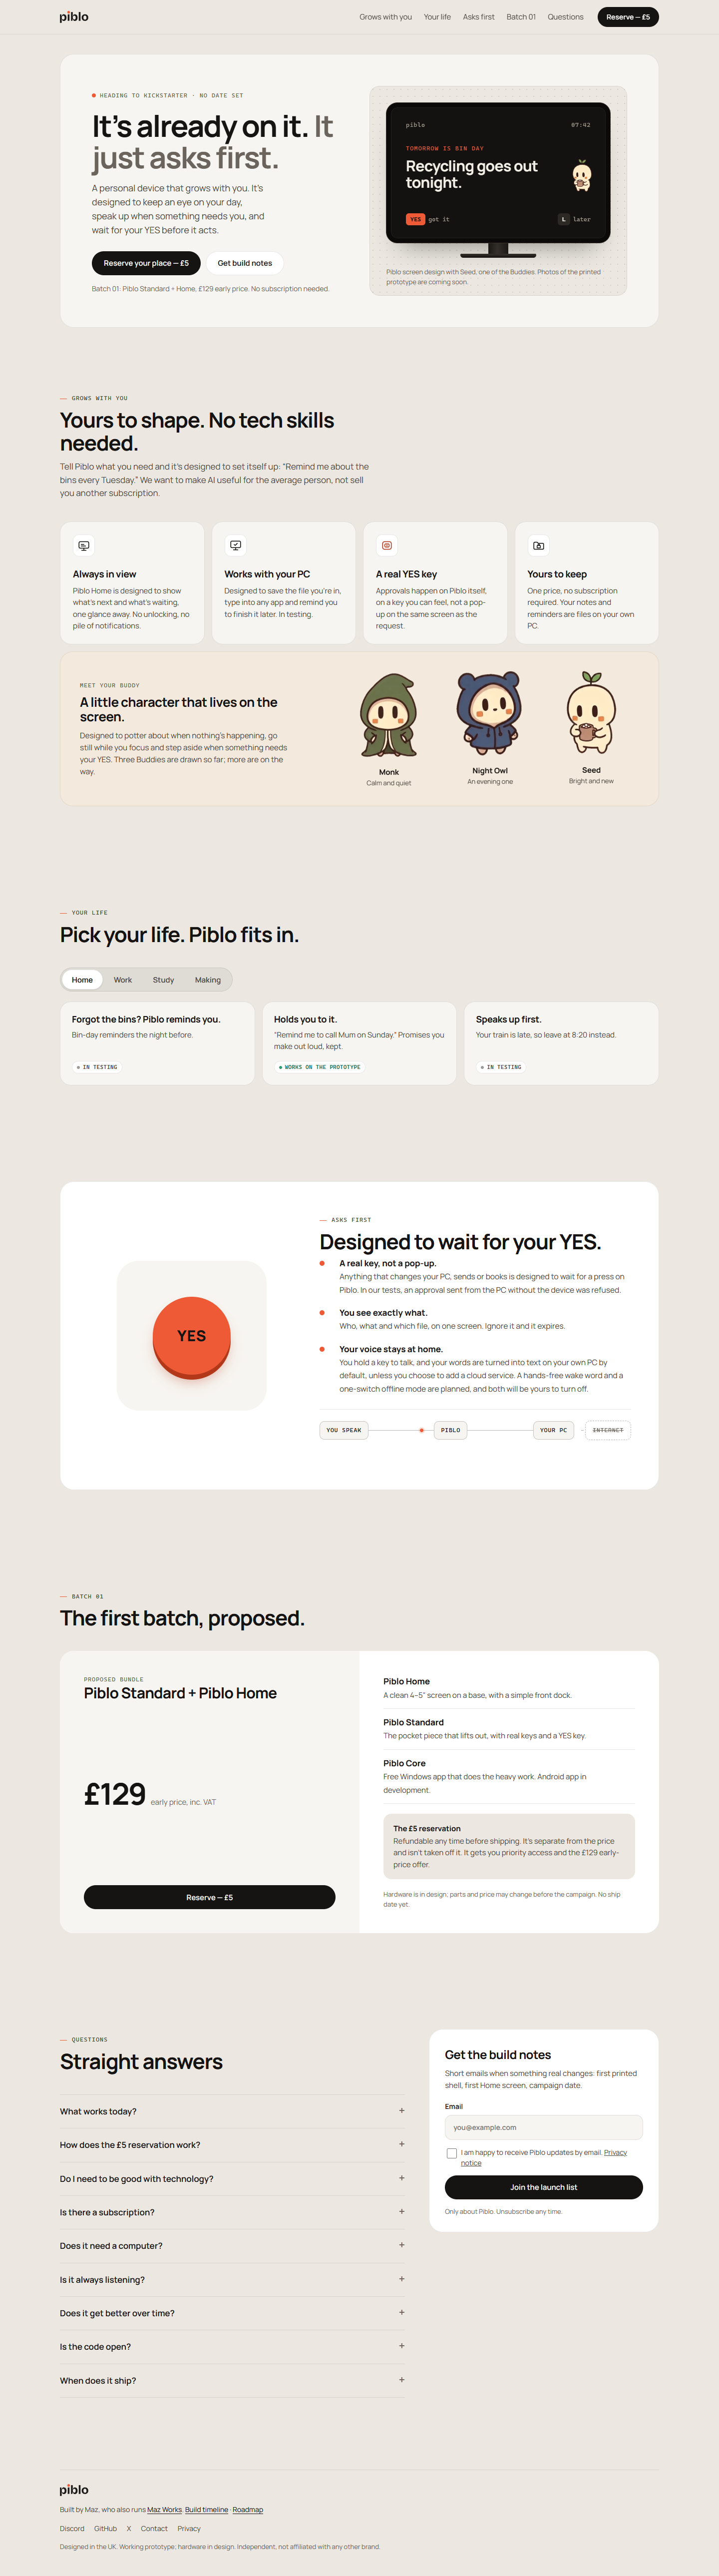 piblo
Grows with you
Your life
Asks first
Batch 01
Questions
Reserve — £5
HEADING TO KICKSTARTER · NO DATE SET
It's already on it. It
just asks first.
A personal device that grows with you. It's
designed to keep an eye on your day,
speak up when something needs you, and
wait for your YES before it acts.
Reserve your place — £5
Get build notes
Batch 01: Piblo Standard + Home, £129 early price. No subscription needed.
piblo
07:42
TOMORROW IS BIN DAY
Recycling goes out
tonight.
YES got it
L later
Piblo screen design with Seed, one of the Buddies. Photos of the printed
prototype are coming soon.
GROWS WITH YOU
Yours to shape. No tech skills
needed.
Tell Piblo what you need and it's designed to set itself up: “Remind me about the
bins every Tuesday.” We want to make AI useful for the average person, not sell
you another subscription.
Always in view
Piblo Home is designed to show
what's next and what's waiting,
one glance away. No unlocking, no
pile of notifications.
Works with your PC
Designed to save the file you're in,
type into any app and remind you
to finish it later. In testing.
A real YES key
Approvals happen on Piblo itself,
on a key you can feel, not a pop-
up on the same screen as the
request.
Yours to keep
One price, no subscription
required. Your notes and
reminders are files on your own
PC.
MEET YOUR BUDDY
A little character that lives on the
screen.
Designed to potter about when nothing's happening, go
still while you focus and step aside when something needs
your YES. Three Buddies are drawn so far; more are on the
way.
Monk
Calm and quiet
Night Owl
An evening one
Seed
Bright and new
YOUR LIFE
Pick your life. Piblo fits in.
Home
Work
Study
Making
Forgot the bins? Piblo reminds you.
Bin-day reminders the night before.
IN TESTING
Holds you to it.
“Remind me to call Mum on Sunday.” Promises you
make out loud, kept.
WORKS ON THE PROTOTYPE
Speaks up first.
Your train is late, so leave at 8:20 instead.
IN TESTING
YES
ASKS FIRST
Designed to wait for your YES.
A real key, not a pop-up.
Anything that changes your PC, sends or books is designed to wait for a press on
Piblo. In our tests, an approval sent from the PC without the device was refused.
You see exactly what.
Who, what and which file, on one screen. Ignore it and it expires.
Your voice stays at home.
You hold a key to talk, and your words are turned into text on your own PC by
default, unless you choose to add a cloud service. A hands-free wake word and a
one-switch offline mode are planned, and both will be yours to turn off.
YOU SPEAK
PIBLO
YOUR PC
INTERNET
BATCH 01
The first batch, proposed.
PROPOSED BUNDLE
Piblo Standard + Piblo Home
£129 early price, inc. VAT
Reserve — £5
Piblo Home
A clean 4–5" screen on a base, with a simple front dock.
Piblo Standard
The pocket piece that lifts out, with real keys and a YES key.
Piblo Core
Free Windows app that does the heavy work. Android app in
development.
The £5 reservation
Refundable any time before shipping. It's separate from the price
and isn't taken off it. It gets you priority access and the £129 early-
price offer.
Hardware is in design; parts and price may change before the campaign. No ship
date yet.
QUESTIONS
Straight answers
What works today?
How does the £5 reservation work?
Do I need to be good with technology?
Is there a subscription?
Does it need a computer?
Is it always listening?
Does it get better over time?
Is the code open?
When does it ship?
Get the build notes
Short emails when something real changes: first printed
shell, first Home screen, campaign date.
Email
you@example.com
I am happy to receive Piblo updates by email. Privacy
notice
Join the launch list
Only about Piblo. Unsubscribe any time.
piblo
Built by Maz, who also runs Maz Works. Build timeline · Roadmap
Discord
GitHub
X
Contact
Privacy
Designed in the UK. Working prototype; hardware in design. Independent, not affiliated with any other brand.